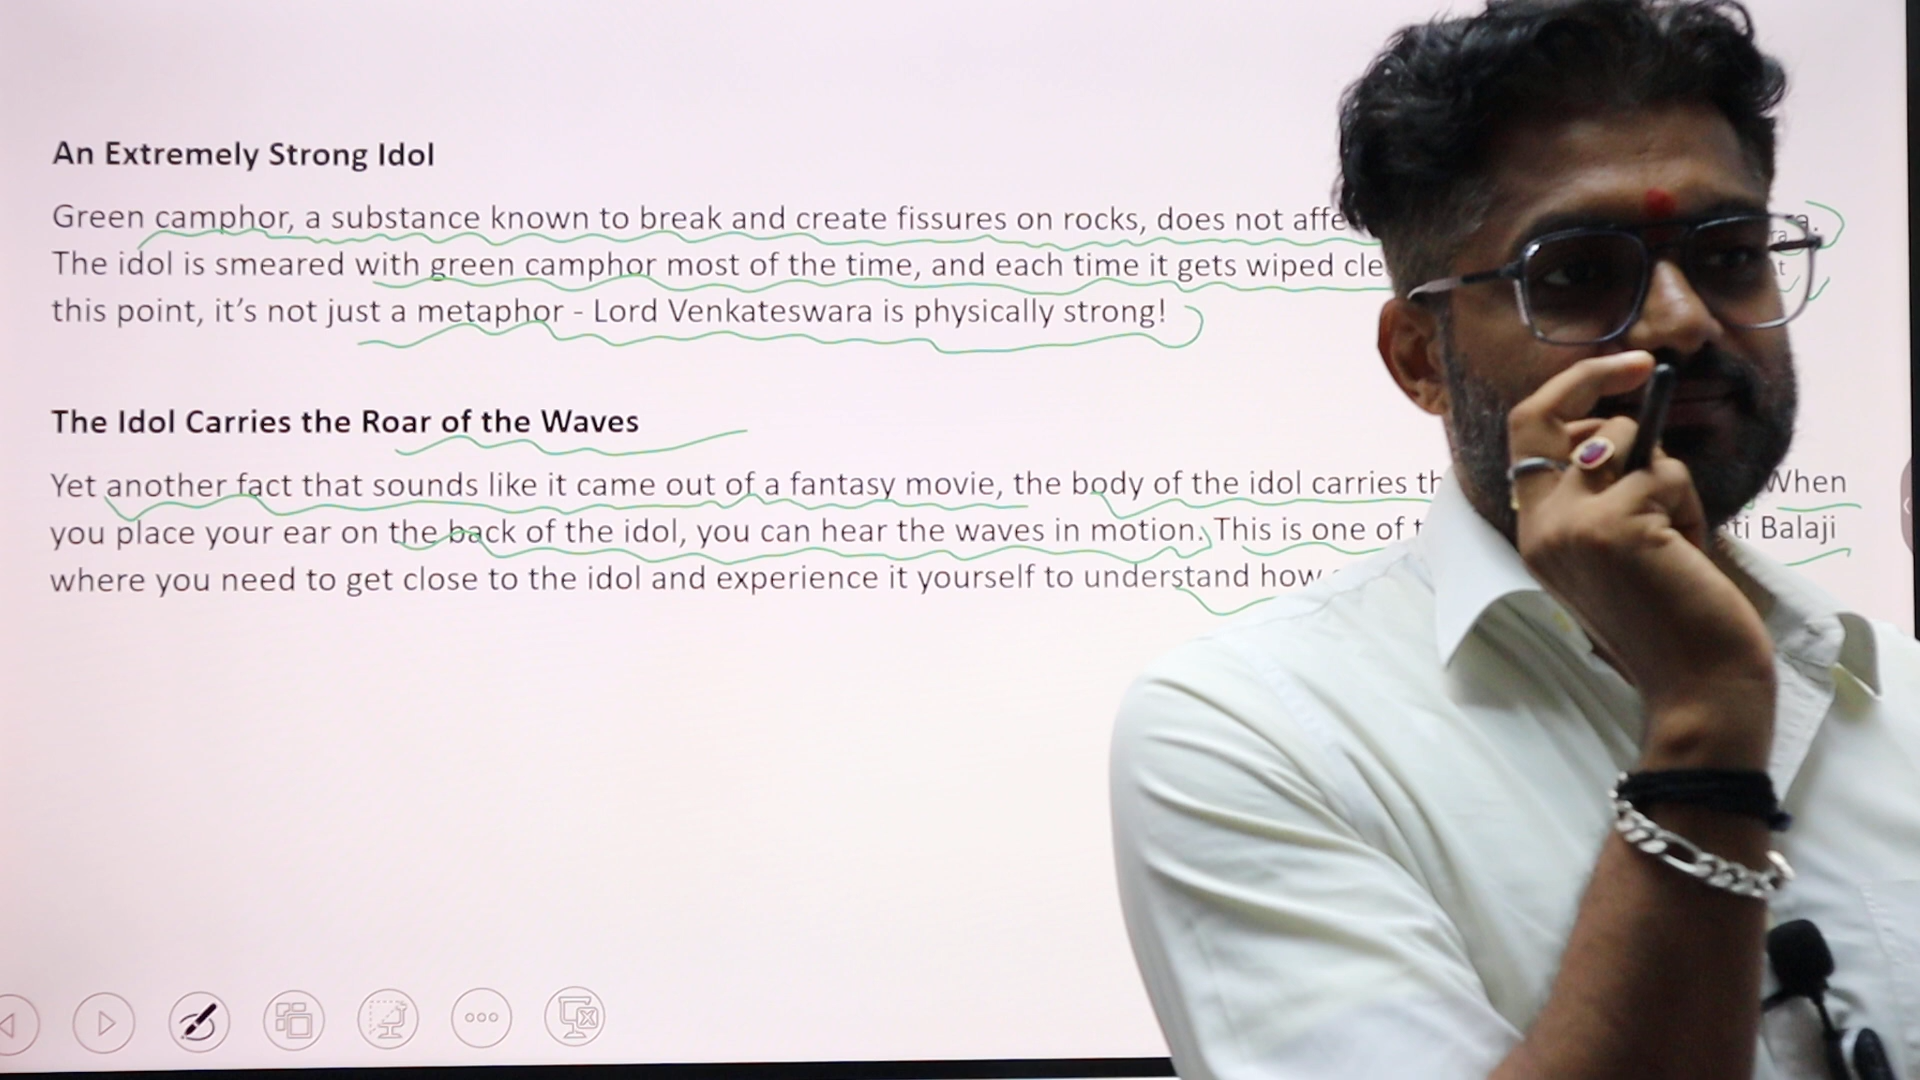 An Extremely Strong Idol
Green camphor, a substance known to break and create fissures on rocks, does not
The idol is smeared with green camphor most of the time, and each time it gets wiped
this point, it’s not just a metaphor - Lord Venkateswara is physically strong!
The Idol Carries the Roar of the Waves
Yet another fact that sounds like it came out of a fantasy movie, the body of the idol carries When
you place your ear on the back of the idol, you can hear the waves in motion. This is one of Balaji
where you need to get close to the idol and experience it yourself to understand how